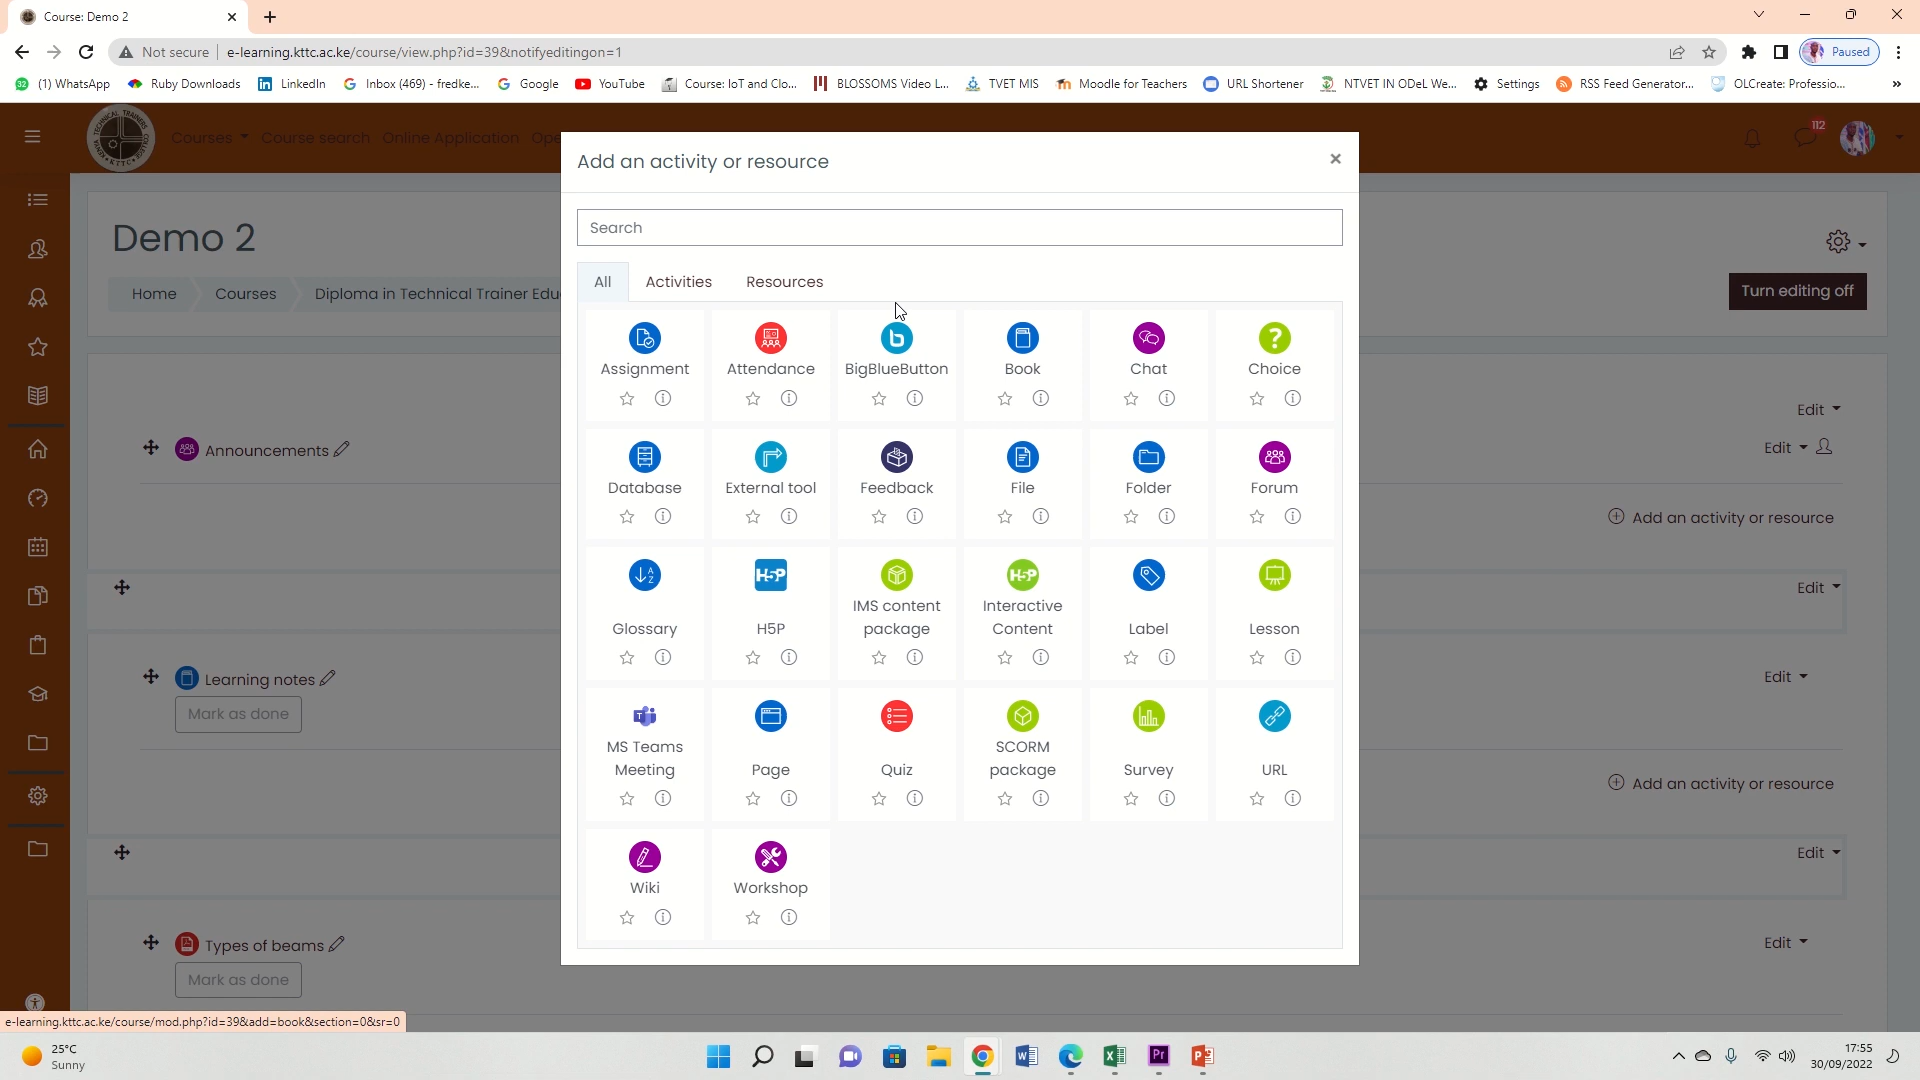 Course: Demo 2
Not secure e-learning.kttc.ac.ke/course/view.php?id=39&notifyeditingon=1 Paused
(1) WhatsApp Ruby Downloads LinkedIn Inbox (469) - fredke... Google YouTube Course: IoT and Clo... BLOSSOMS Video L... TVET MIS Moodle for Teachers URL Shortener NTVET IN ODeL We... Settings RSS Feed Generator... OLCreate: Professio... »
Courses Course search Online Application Ope 112
Add an activity or resource
Search
Demo 2
Home Courses Diploma in Technical Trainer Edu
Turn editing off
All Activities Resources
Assignment Attendance BigBlueButton Book Chat Choice
Edit
Announcements
Edit
Database External tool Feedback File Folder Forum
Add an activity or resource
Edit
Glossary H5P IMS content package Interactive Content Label Lesson
Learning notes
Edit
Mark as done
MS Teams Meeting Page Quiz SCORM package Survey URL
Add an activity or resource
Edit
Wiki Workshop
Types of beams
Edit
Mark as done
e-learning.kttc.ac.ke/course/mod.php?id=39&add=book&section=0&sr=0
25°C
Sunny
17:55
30/09/2022